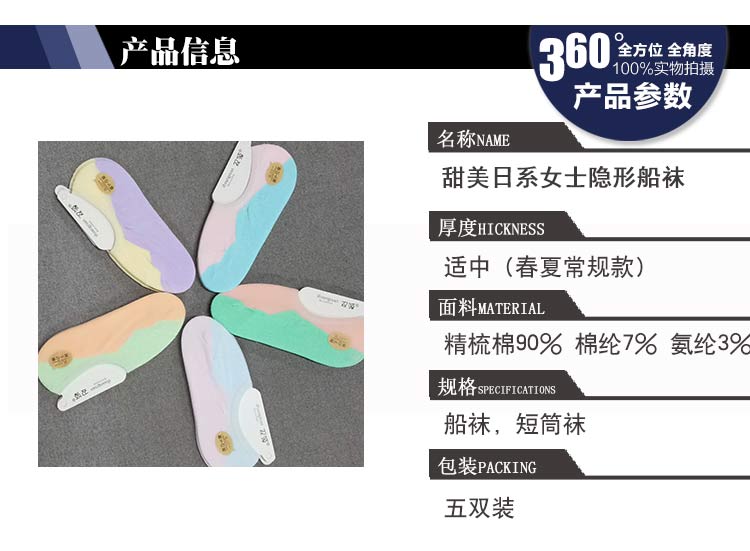 产品信息
360°全方位 全角度
100%实物拍摄
产品参数
名称NAME
甜美日系女士隐形船袜
厚度HICKNESS
适中（春夏常规款）
面料MATERIAL
精梳棉90% 棉纶7% 氨纶3%
规格SPECIFICATIONS
船袜，短筒袜
包装PACKING
五双装